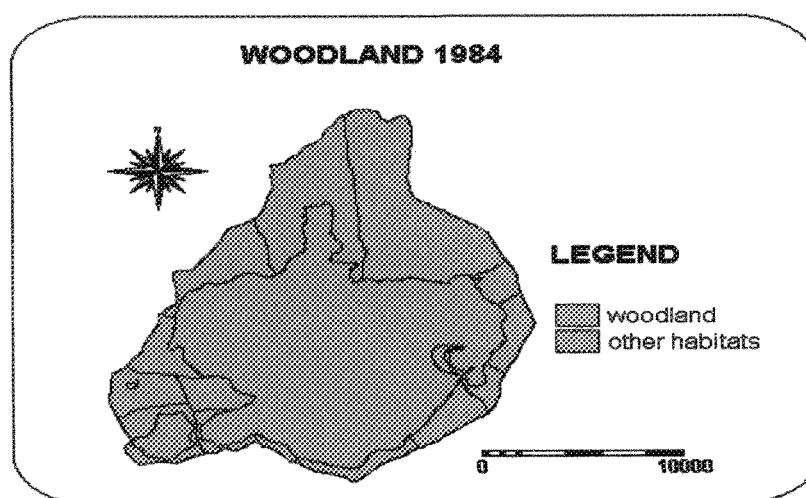 WOODLAND 1984
N
LEGEND
woodland
other habitats
0 10000